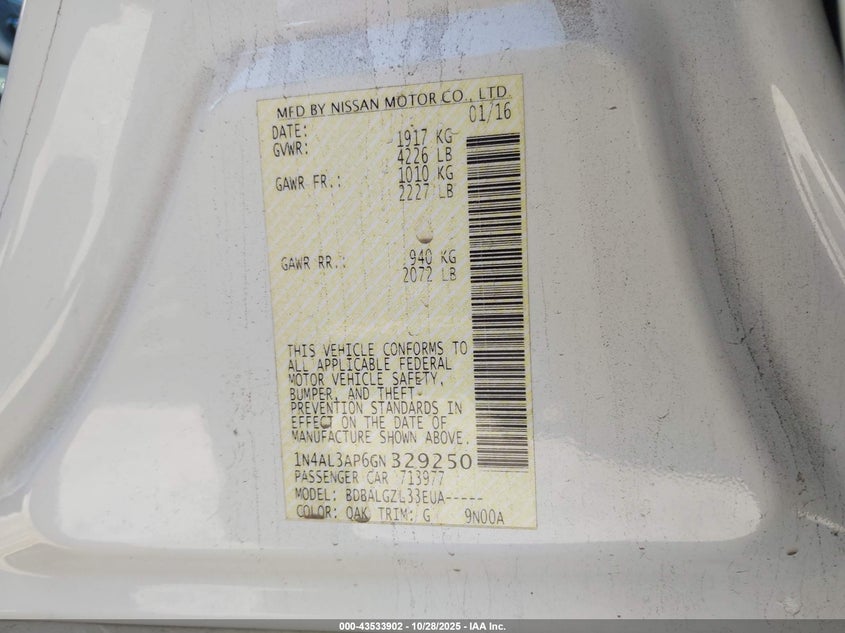 MFD BY NISSAN MOTOR CO., LTD
DATE: 01/16
GVWR: 1917 KG
4226 LB
GAWR FR.: 1010 KG
2227 LB
GAWR RR.: 940 KG
2072 LB
THIS VEHICLE CONFORMS TO
ALL APPLICABLE FEDERAL
MOTOR VEHICLE SAFETY,
BUMPER, AND THEFT
PREVENTION STANDARDS IN
EFFECT ON THE DATE OF
MANUFACTURE SHOWN ABOVE.
1N4AL3AP6GN329250
PASSENGER CAR 713977
MODEL: BDBALGZL33EUA-----
COLOR: QAK TRIM: G 9N00A
000-43533902 • 10/28/2025 • IAA Inc.